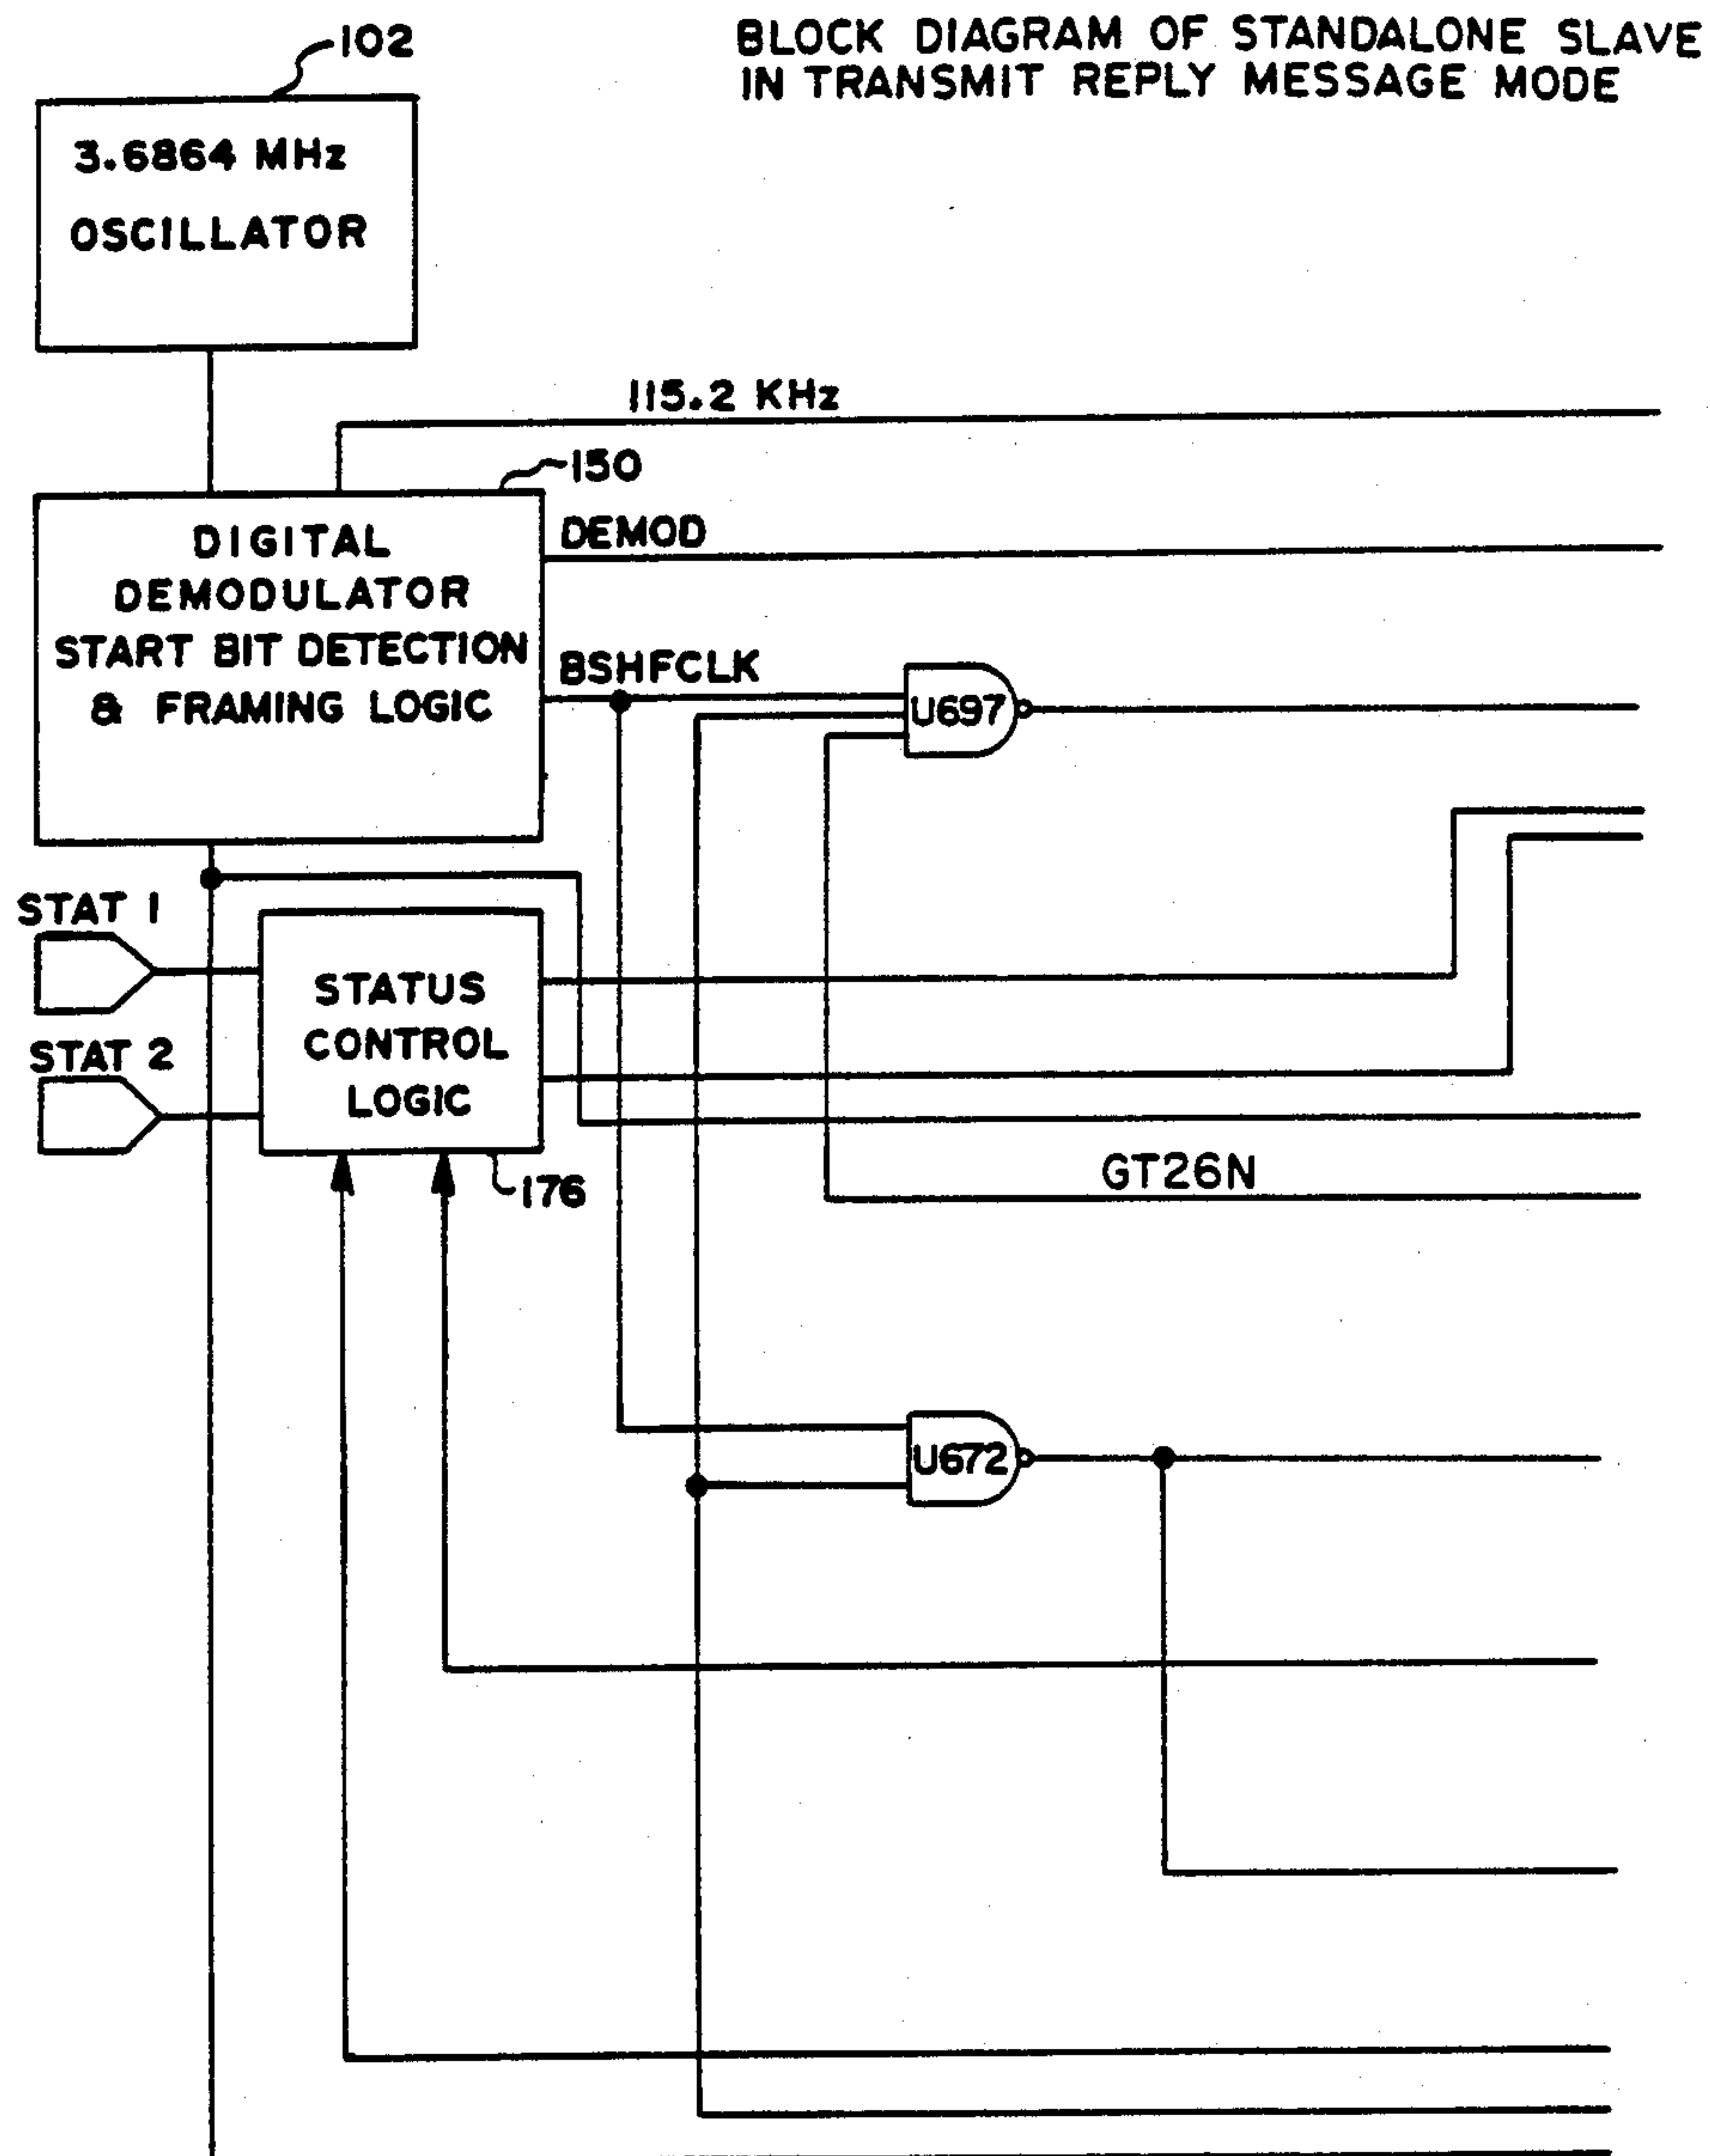 BLOCK DIAGRAM OF STANDALONE SLAVE
IN TRANSMIT REPLY MESSAGE MODE
102
3.6864 MHz
OSCILLATOR
115.2 KHz
150
DIGITAL
DEMODULATOR
START BIT DETECTION
& FRAMING LOGIC
DEMOD
BSHFCLK
U697
STAT 1
STAT 2
STATUS
CONTROL
LOGIC
176
GT26N
U672